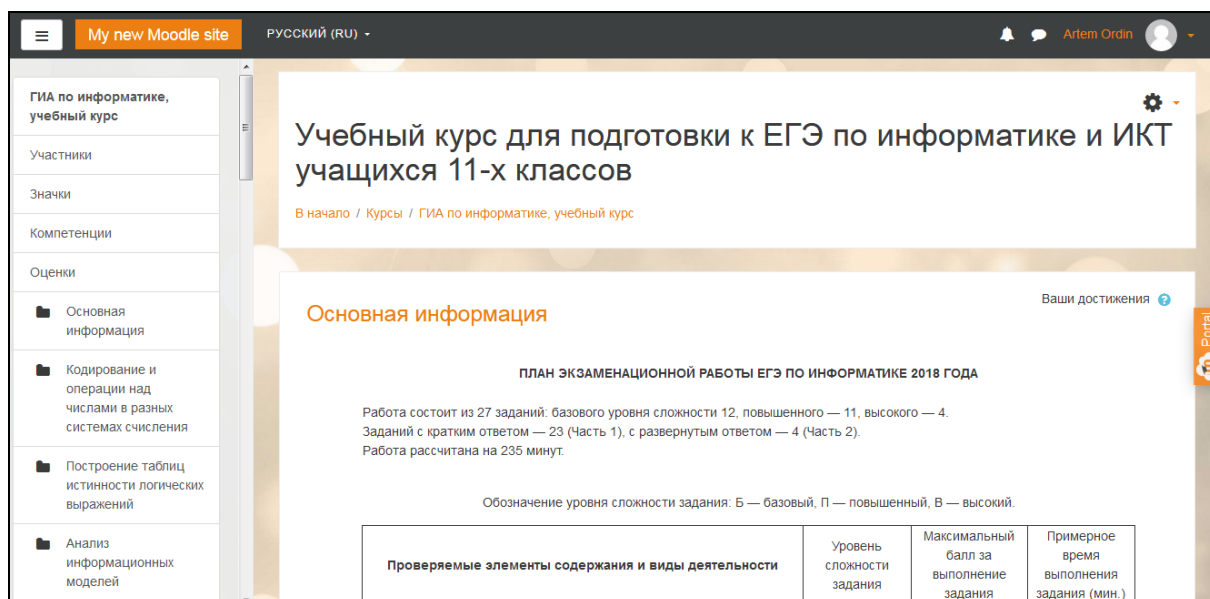 My new Moodle site
РУССКИЙ (RU)
Artem Ordin
ГИА по информатике,
учебный курс
Участники
Значки
Компетенции
Оценки
Основная
информация
Кодирование и
операции над
числами в разных
системах счисления
Построение таблиц
истинности логических
выражений
Анализ
информационных
моделей
Учебный курс для подготовки к ЕГЭ по информатике и ИКТ
учащихся 11-х классов
В начало / Курсы / ГИА по информатике, учебный курс
Ваши достижения
Основная информация
ПЛАН ЭКЗАМЕНАЦИОННОЙ РАБОТЫ ЕГЭ ПО ИНФОРМАТИКЕ 2018 ГОДА
Работа состоит из 27 заданий: базового уровня сложности 12, повышенного — 11, высокого — 4.
Заданий с кратким ответом — 23 (Часть 1), с развернутым ответом — 4 (Часть 2).
Работа рассчитана на 235 минут.
Обозначение уровня сложности задания: Б — базовый, П — повышенный, В — высокий.
Проверяемые элементы содержания и виды деятельности
Уровень
сложности
задания
Максимальный
балл за
выполнение
задания
Примерное
время
выполнения
задания (мин.)
Portal